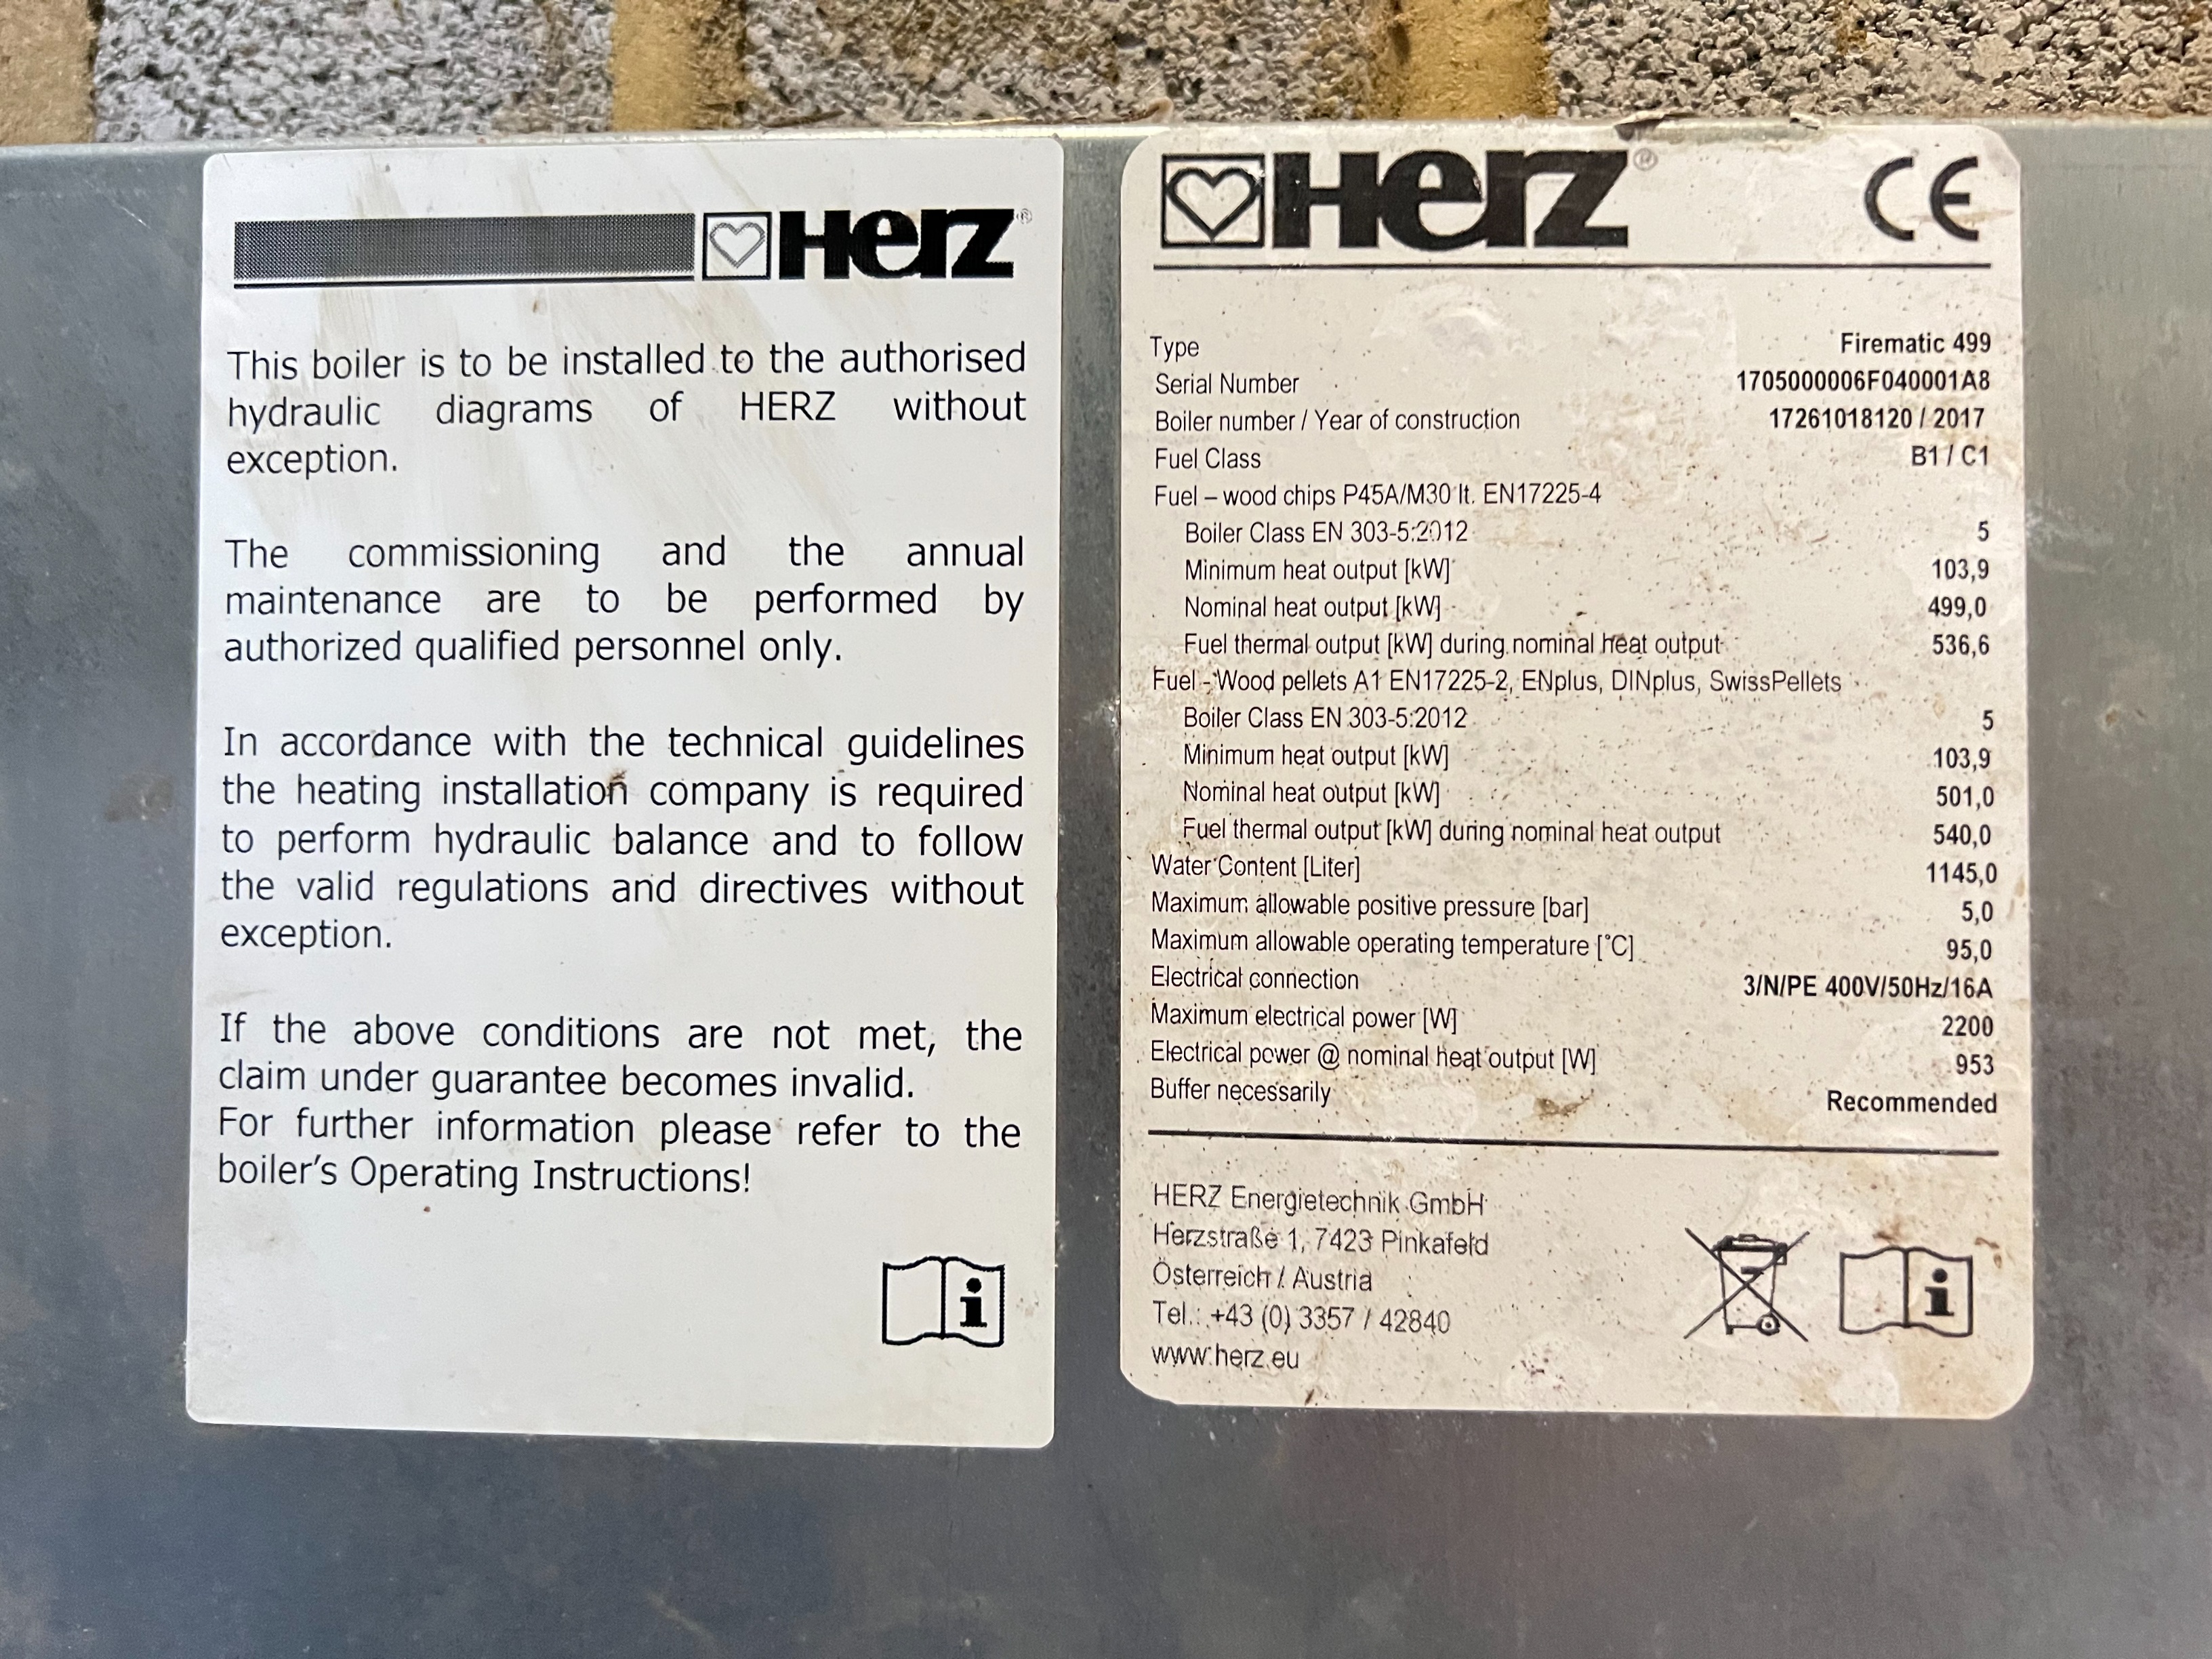 HERZ®
This boiler is to be installed to the authorised
hydraulic diagrams of HERZ without
exception.
The commissioning and the annual
maintenance are to be performed by
authorized qualified personnel only.
In accordance with the technical guidelines
the heating installation company is required
to perform hydraulic balance and to follow
the valid regulations and directives without
exception.
If the above conditions are not met, the
claim under guarantee becomes invalid.
For further information please refer to the
boiler's Operating Instructions!
i
HERZ® CE
Type Firematic 499
Serial Number 1705000006F040001A8
Boiler number / Year of construction 17261018120 / 2017
Fuel Class B1 / C1
Fuel – wood chips P45A/M30 lt. EN17225-4
Boiler Class EN 303-5:2012 5
Minimum heat output [kW] 103,9
Nominal heat output [kW] 499,0
Fuel thermal output [kW] during nominal heat output 536,6
Fuel - Wood pellets A1 EN17225-2, ENplus, DINplus, SwissPellets
Boiler Class EN 303-5:2012 5
Minimum heat output [kW] 103,9
Nominal heat output [kW] 501,0
Fuel thermal output [kW] during nominal heat output 540,0
Water Content [Liter] 1145,0
Maximum allowable positive pressure [bar] 5,0
Maximum allowable operating temperature [°C] 95,0
Electrical connection 3/N/PE 400V/50Hz/16A
Maximum electrical power [W] 2200
Electrical power @ nominal heat output [W] 953
Buffer necessarily Recommended
HERZ Energietechnik GmbH
Herzstraße 1, 7423 Pinkafeld
Österreich / Austria
Tel.: +43 (0) 3357 / 42840
www.herz.eu
i